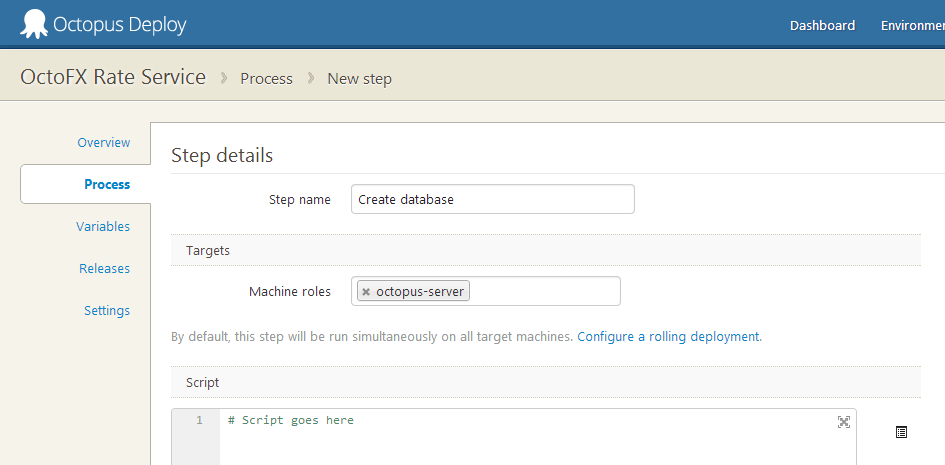 Octopus Deploy
Dashboard Environmen
OctoFX Rate Service > Process > New step
Overview
Process
Variables
Releases
Settings
Step details
Step name Create database
Targets
Machine roles × octopus-server
By default, this step will be run simultaneously on all target machines. Configure a rolling deployment.
Script
1 # Script goes here